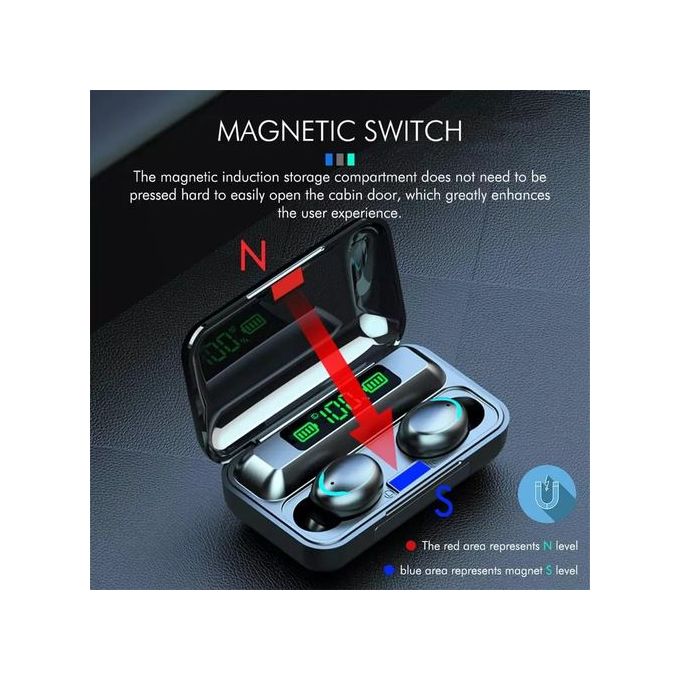 MAGNETIC SWITCH
The magnetic induction storage compartment does not need to be
pressed hard to easily open the cabin door, which greatly enhances
the user experience.
N
100
S
The red area represents N level
blue area represents magnet S level